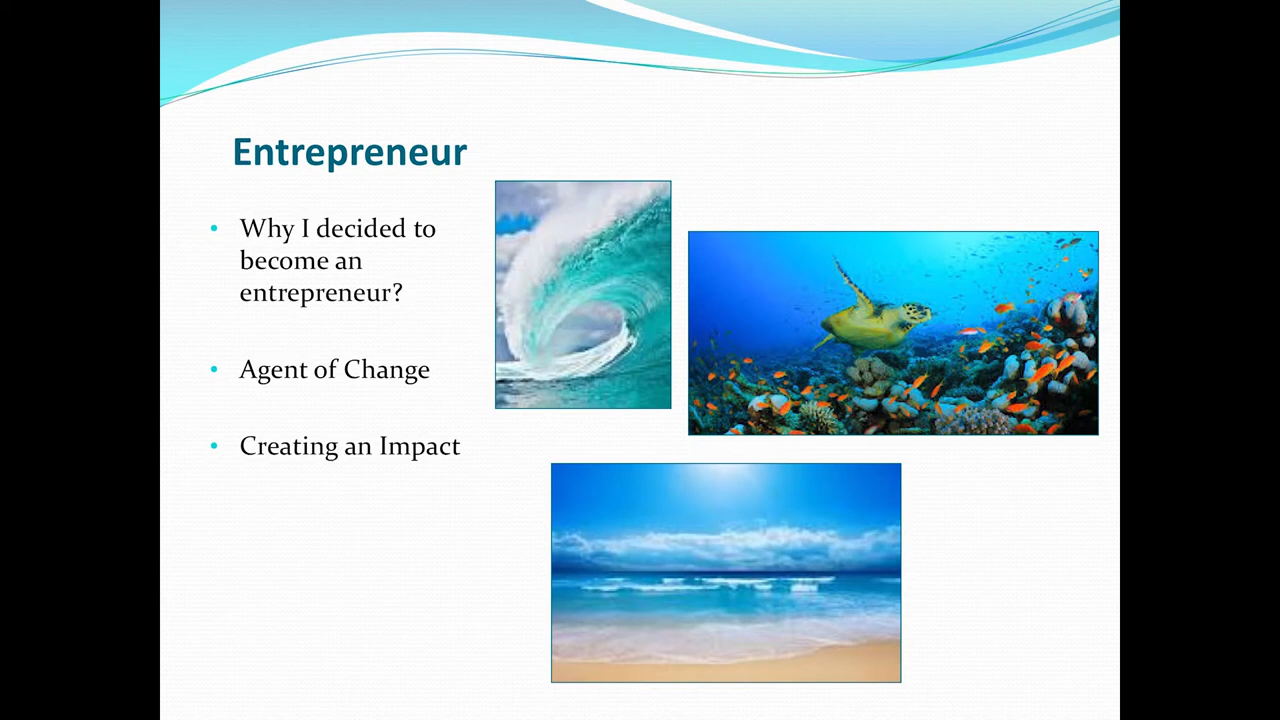 Entrepreneur
• Why I decided to
become an
entrepreneur?
• Agent of Change
• Creating an Impact